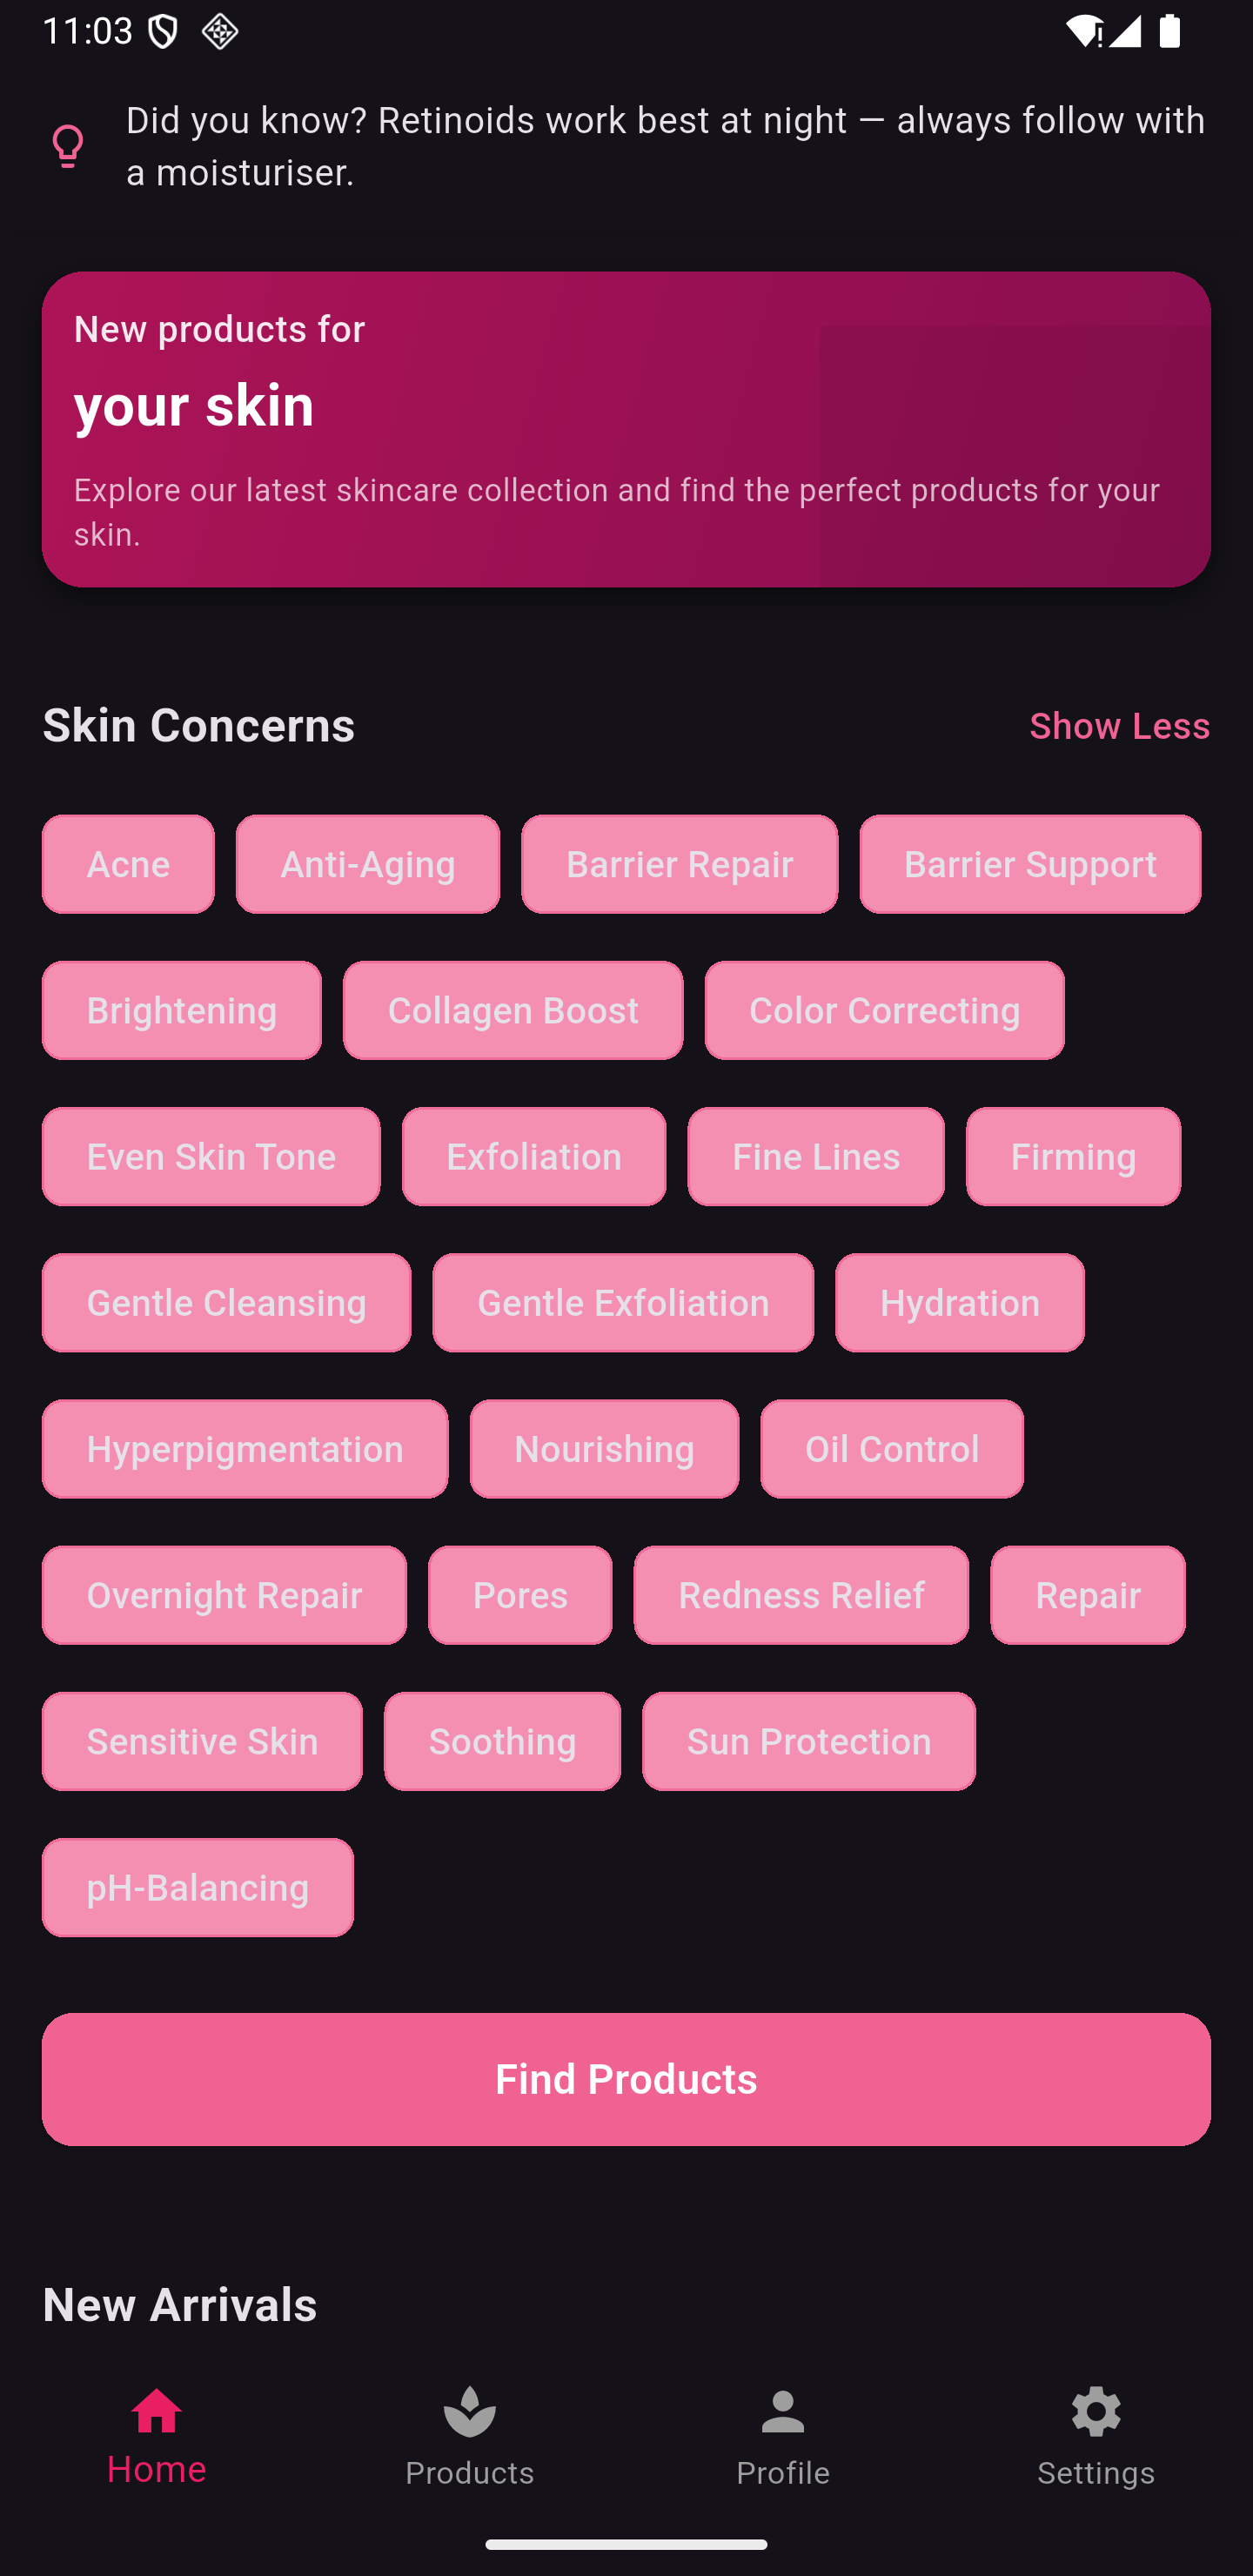 11:03
Did you know? Retinoids work best at night — always follow with
a moisturiser.
New products for
your skin
Explore our latest skincare collection and find the perfect products for your
skin.
Skin Concerns
Show Less
Acne
Anti-Aging
Barrier Repair
Barrier Support
Brightening
Collagen Boost
Color Correcting
Even Skin Tone
Exfoliation
Fine Lines
Firming
Gentle Cleansing
Gentle Exfoliation
Hydration
Hyperpigmentation
Nourishing
Oil Control
Overnight Repair
Pores
Redness Relief
Repair
Sensitive Skin
Soothing
Sun Protection
pH-Balancing
Find Products
New Arrivals
Home
Products
Profile
Settings